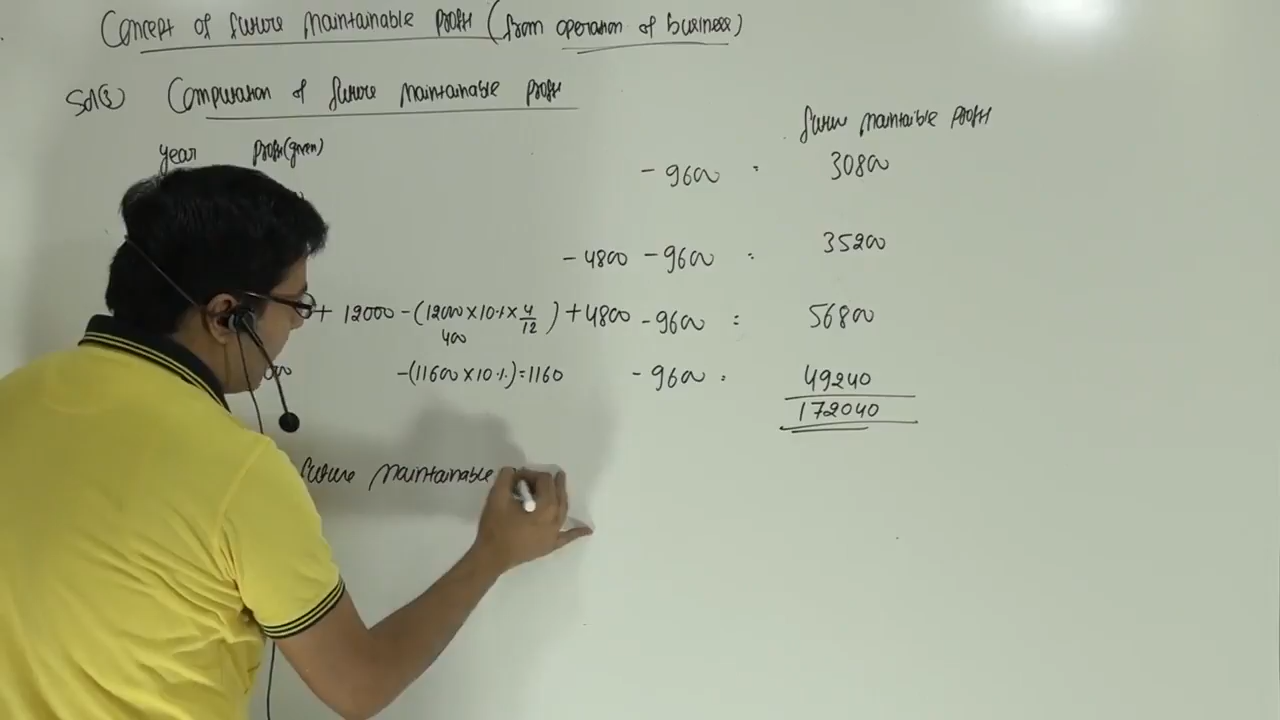 Concept of future maintainable profit (from operation of business)
Sol(3) Computation of future maintainable profit
future maintaible profit
year profit(given)
- 9600 = 30800
- 4800 - 9600 = 35200
+ 12000 - (12000×10%×4/12) + 4800 - 9600 = 56800
400
-(11600×10%)=1160 - 9600 = 49240
172040
future maintainable